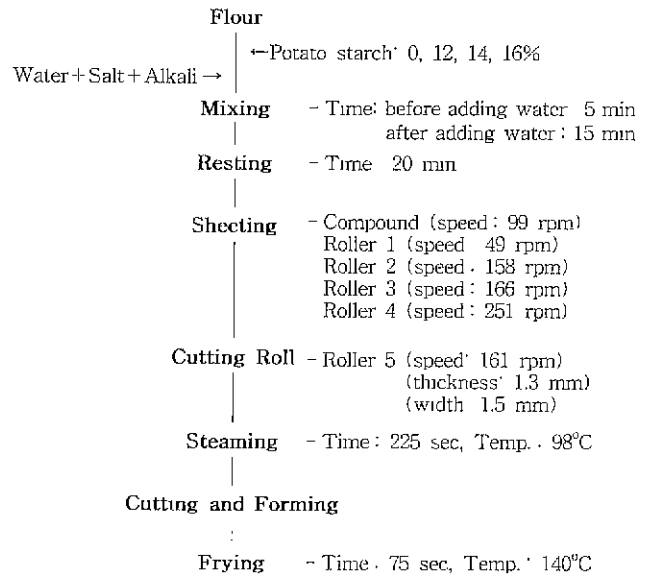 Flour
←Potato starch· 0, 12, 14, 16%
Water+Salt+Alkali →
Mixing - Time: before adding water 5 min
after adding water : 15 min
Resting - Time 20 min
Sheeting - Compound (speed : 99 rpm)
Roller 1 (speed 49 rpm)
Roller 2 (speed . 158 rpm)
Roller 3 (speed : 166 rpm)
Roller 4 (speed : 251 rpm)
Cutting Roll - Roller 5 (speed· 161 rpm)
(thickness· 1.3 mm)
(width 1.5 mm)
Steaming - Time : 225 sec, Temp. . 98°C
Cutting and Forming
Frying - Time . 75 sec, Temp. · 140°C